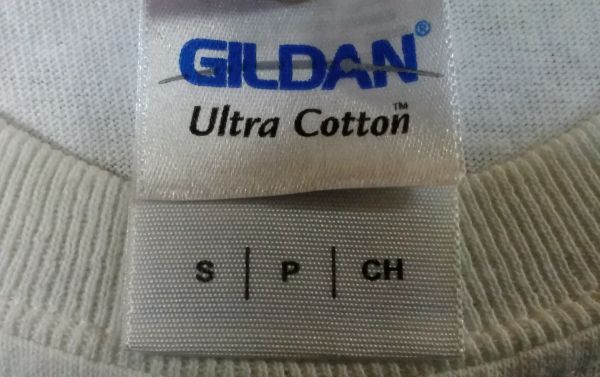 GILDAN®
Ultra Cotton™
S | P | CH